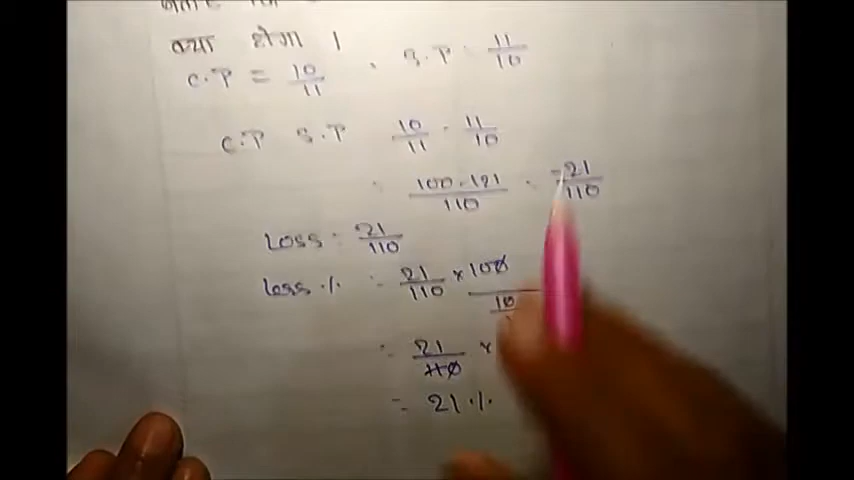 क्या होगा ।
C.P = 10/11 , S.P = 11/10
C.P S.P 10/11 - 11/10
= 100-121/110 = -21/110
Loss = 21/110
Loss % = 21/110 × 100/10
= 21/110 ×
= 21 %